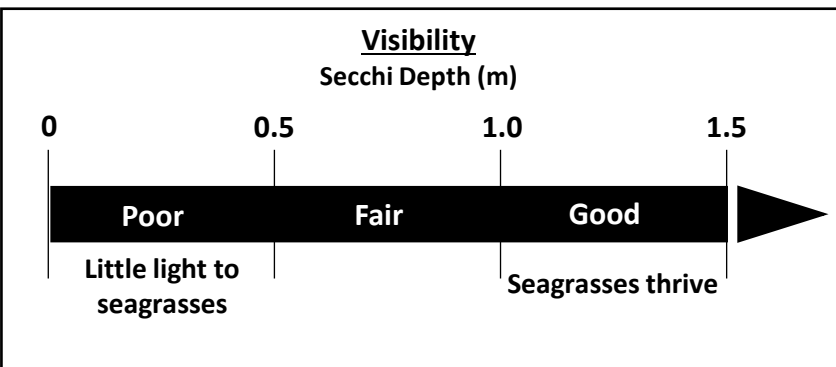 Visibility
Secchi Depth (m)
0 0.5 1.0 1.5
Poor Fair Good
Little light to
seagrasses
Seagrasses thrive